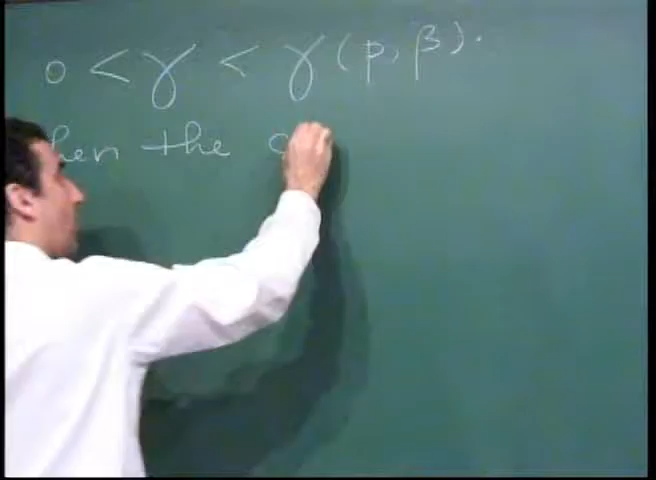 0 < γ < γ(p, β).
hen the